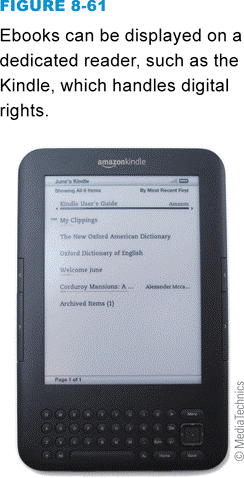 FIGURE 8-61
Ebooks can be displayed on a
dedicated reader, such as the
Kindle, which handles digital
rights.
amazonkindle
June's Kindle
Showing All 6 Items By Most Recent First
Kindle User's Guide Amazon
My Clippings
The New Oxford American Dictionary
Oxford Dictionary of English
Welcome June
Corduroy Mansions: A ... Alexander McCa...
Archived Items (1)
Page 1 of 1
Menu
Home
Back
© MediaTechnics